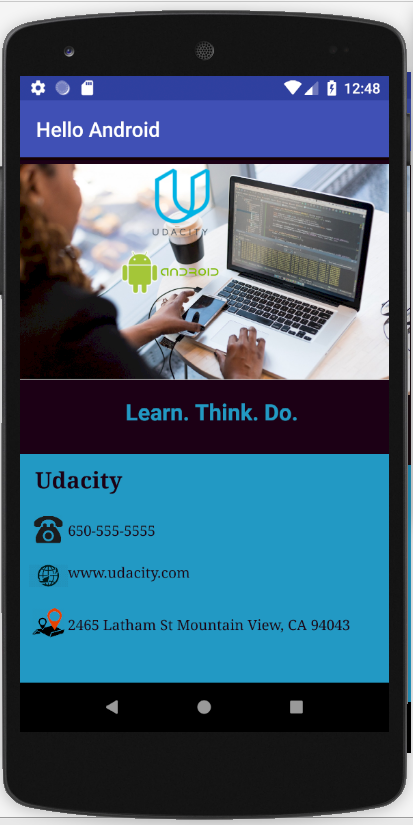 12:48
Hello Android
UDACITY
ANDROID
Learn. Think. Do.
Udacity
650-555-5555
www.udacity.com
2465 Latham St Mountain View, CA 94043